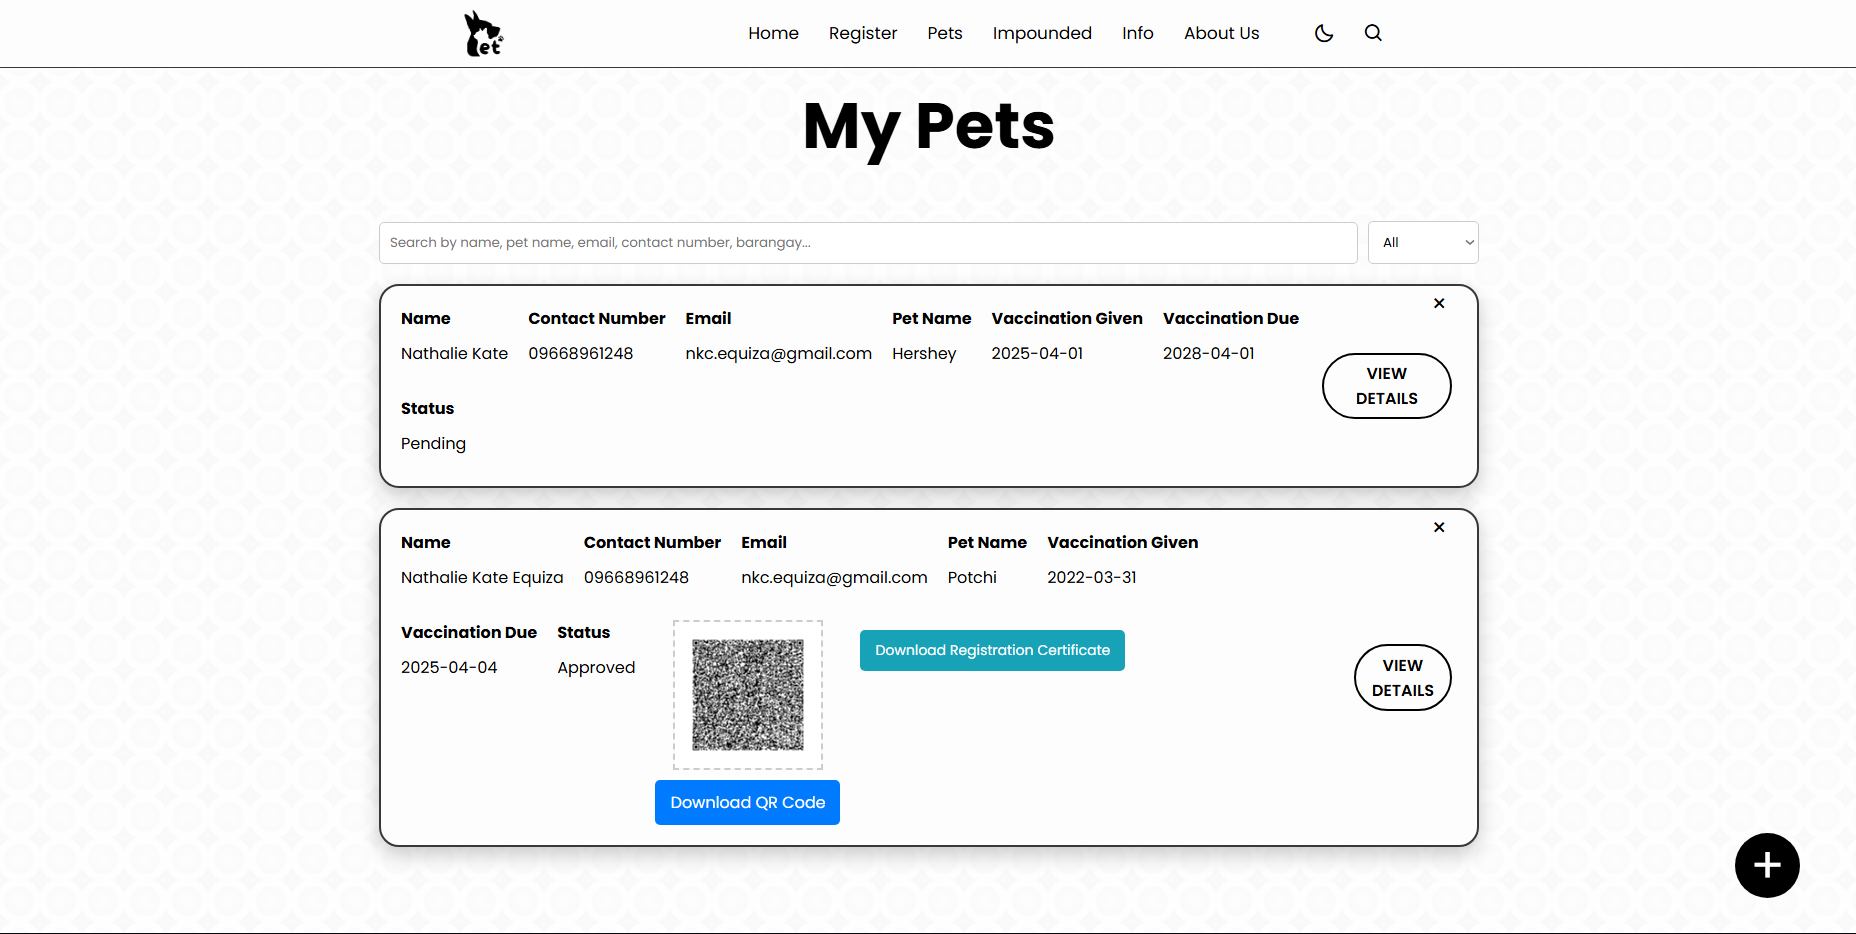 et
Home Register Pets Impounded Info About Us
My Pets
Search by name, pet name, email, contact number, barangay...
All
×
Name Contact Number Email Pet Name Vaccination Given Vaccination Due
Nathalie Kate 09668961248 nkc.equiza@gmail.com Hershey 2025-04-01 2028-04-01
VIEW
DETAILS
Status
Pending
×
Name Contact Number Email Pet Name Vaccination Given
Nathalie Kate Equiza 09668961248 nkc.equiza@gmail.com Potchi 2022-03-31
Vaccination Due Status
2025-04-04 Approved
Download Registration Certificate
VIEW
DETAILS
Download QR Code
+